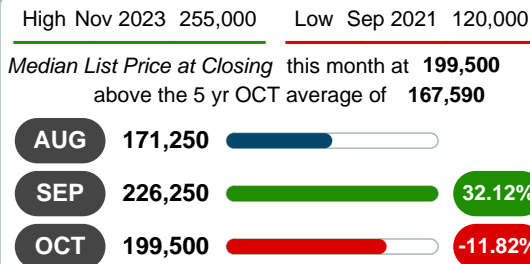 High Nov 2023 255,000 Low Sep 2021 120,000
Median List Price at Closing this month at 199,500
above the 5 yr OCT average of 167,590
AUG 171,250
SEP 226,250 32.12%
OCT 199,500 -11.82%